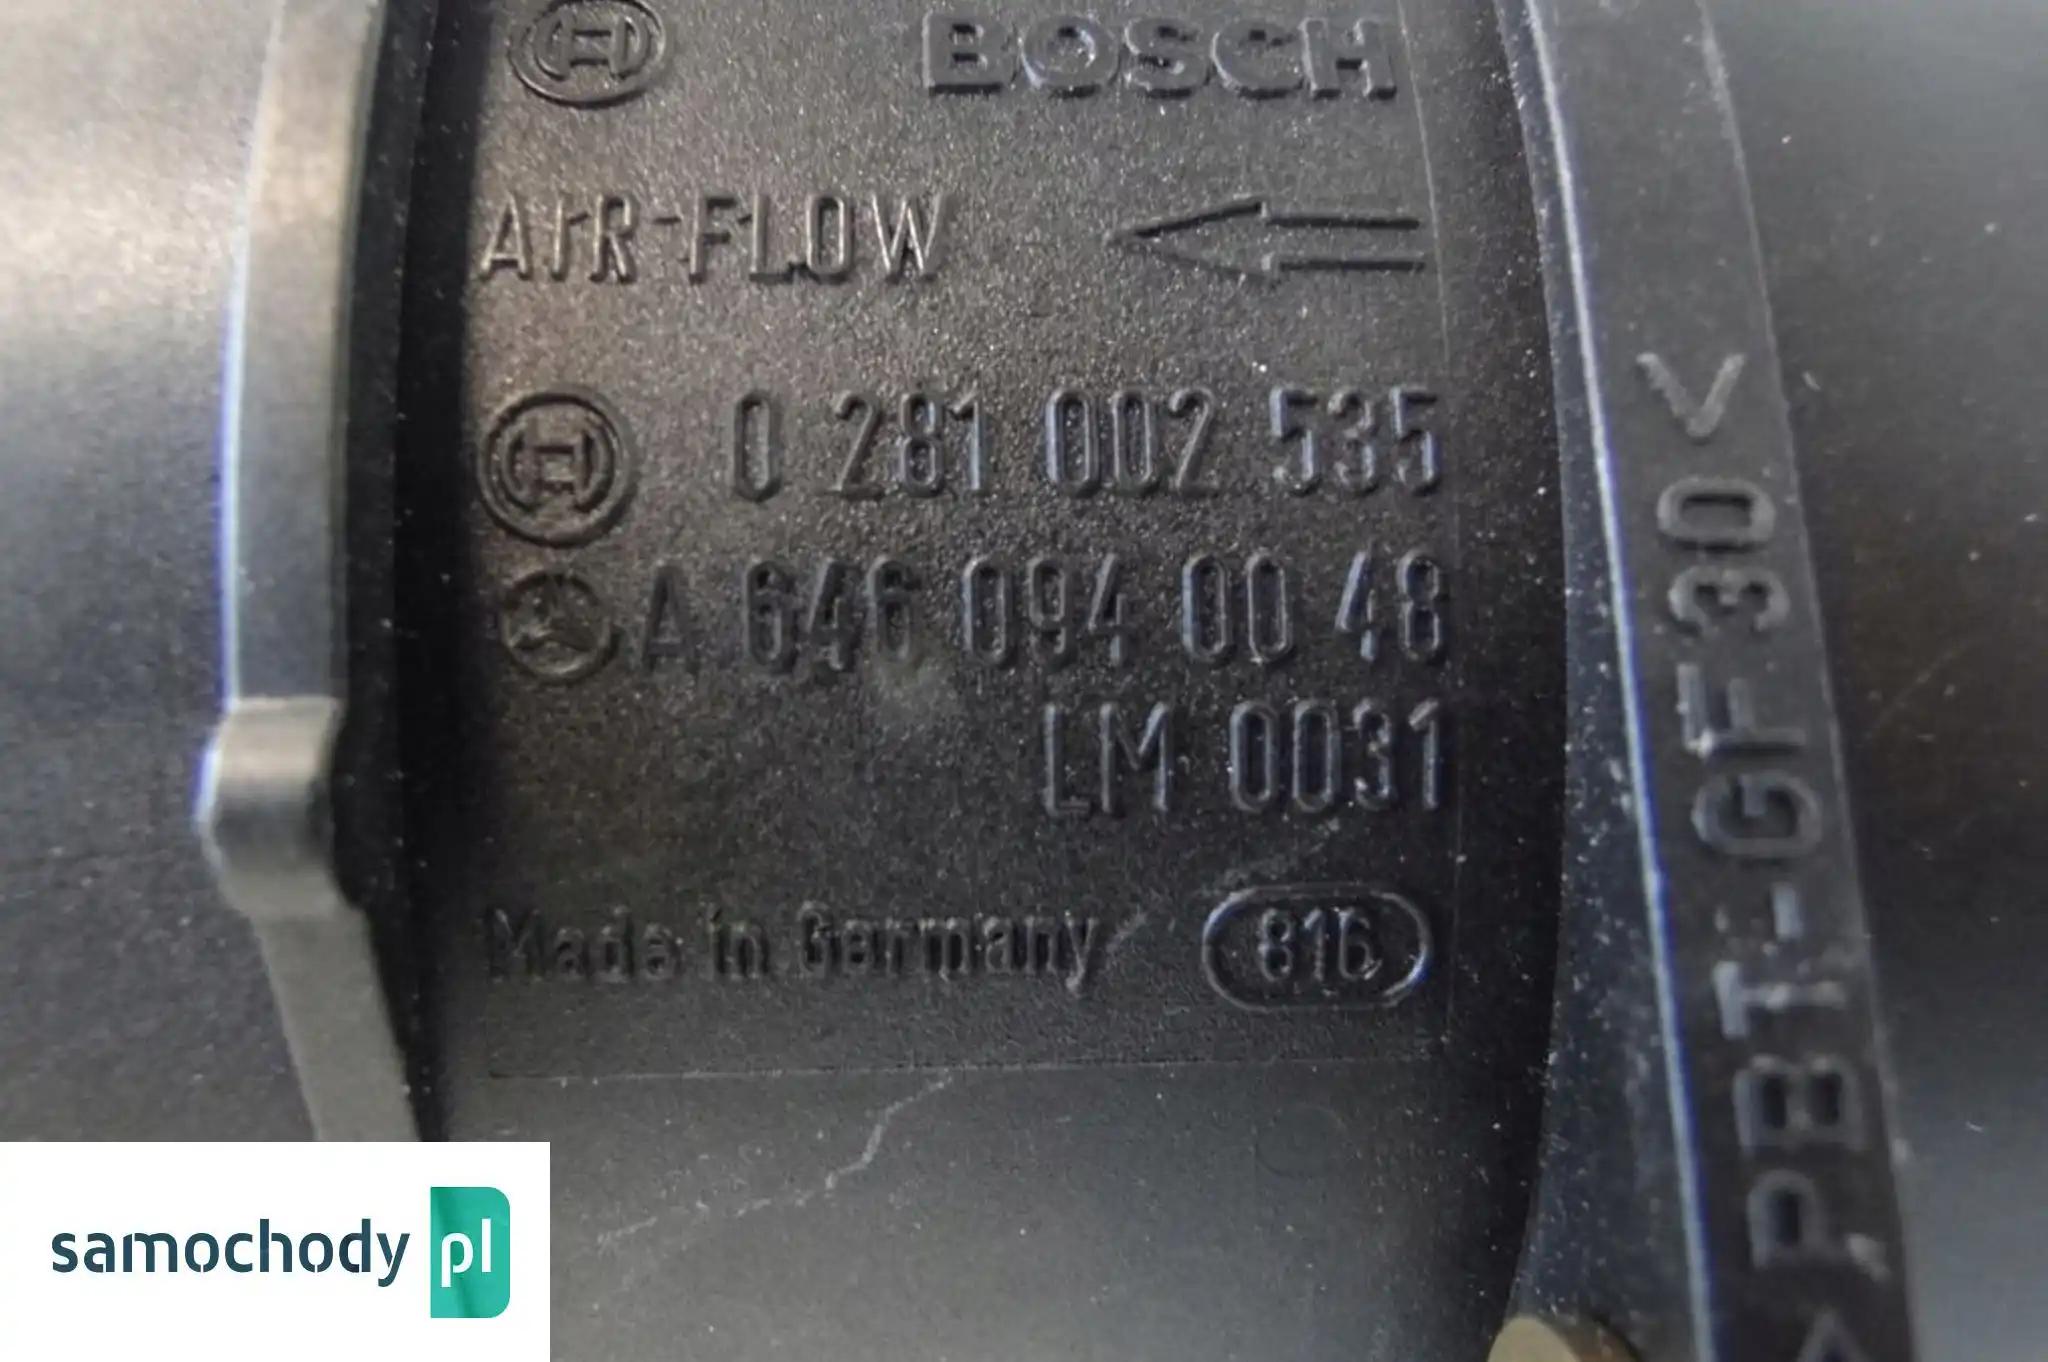 BOSCH
AIR FLOW
0 281 002 535
A 646 094 00 48
LM 0031
Made in Germany 816
>PBT-GF30<
samochody pl